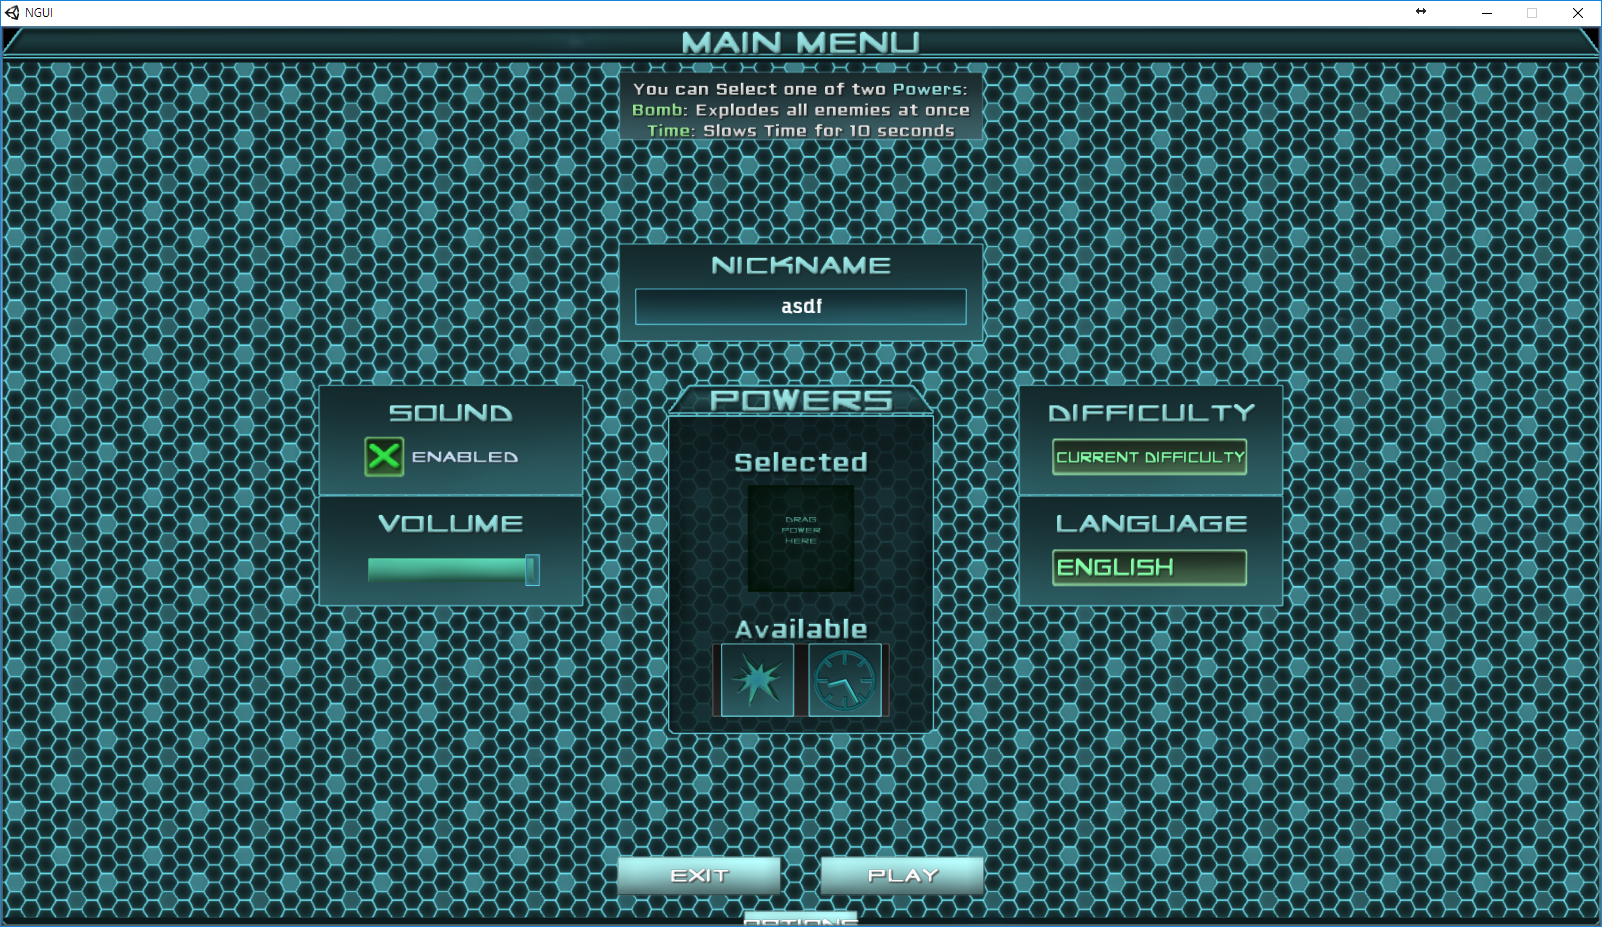 NGUI
MAIN MENU
You can Select one of two Powers:
Bomb: Explodes all enemies at once
Time: Slows Time for 10 seconds
NICKNAME
asdf
SOUND
ENABLED
VOLUME
POWERS
Selected
DRAG
POWER
HERE
Available
DIFFICULTY
CURRENT DIFFICULTY
LANGUAGE
ENGLISH
EXIT
PLAY
OPTIONS